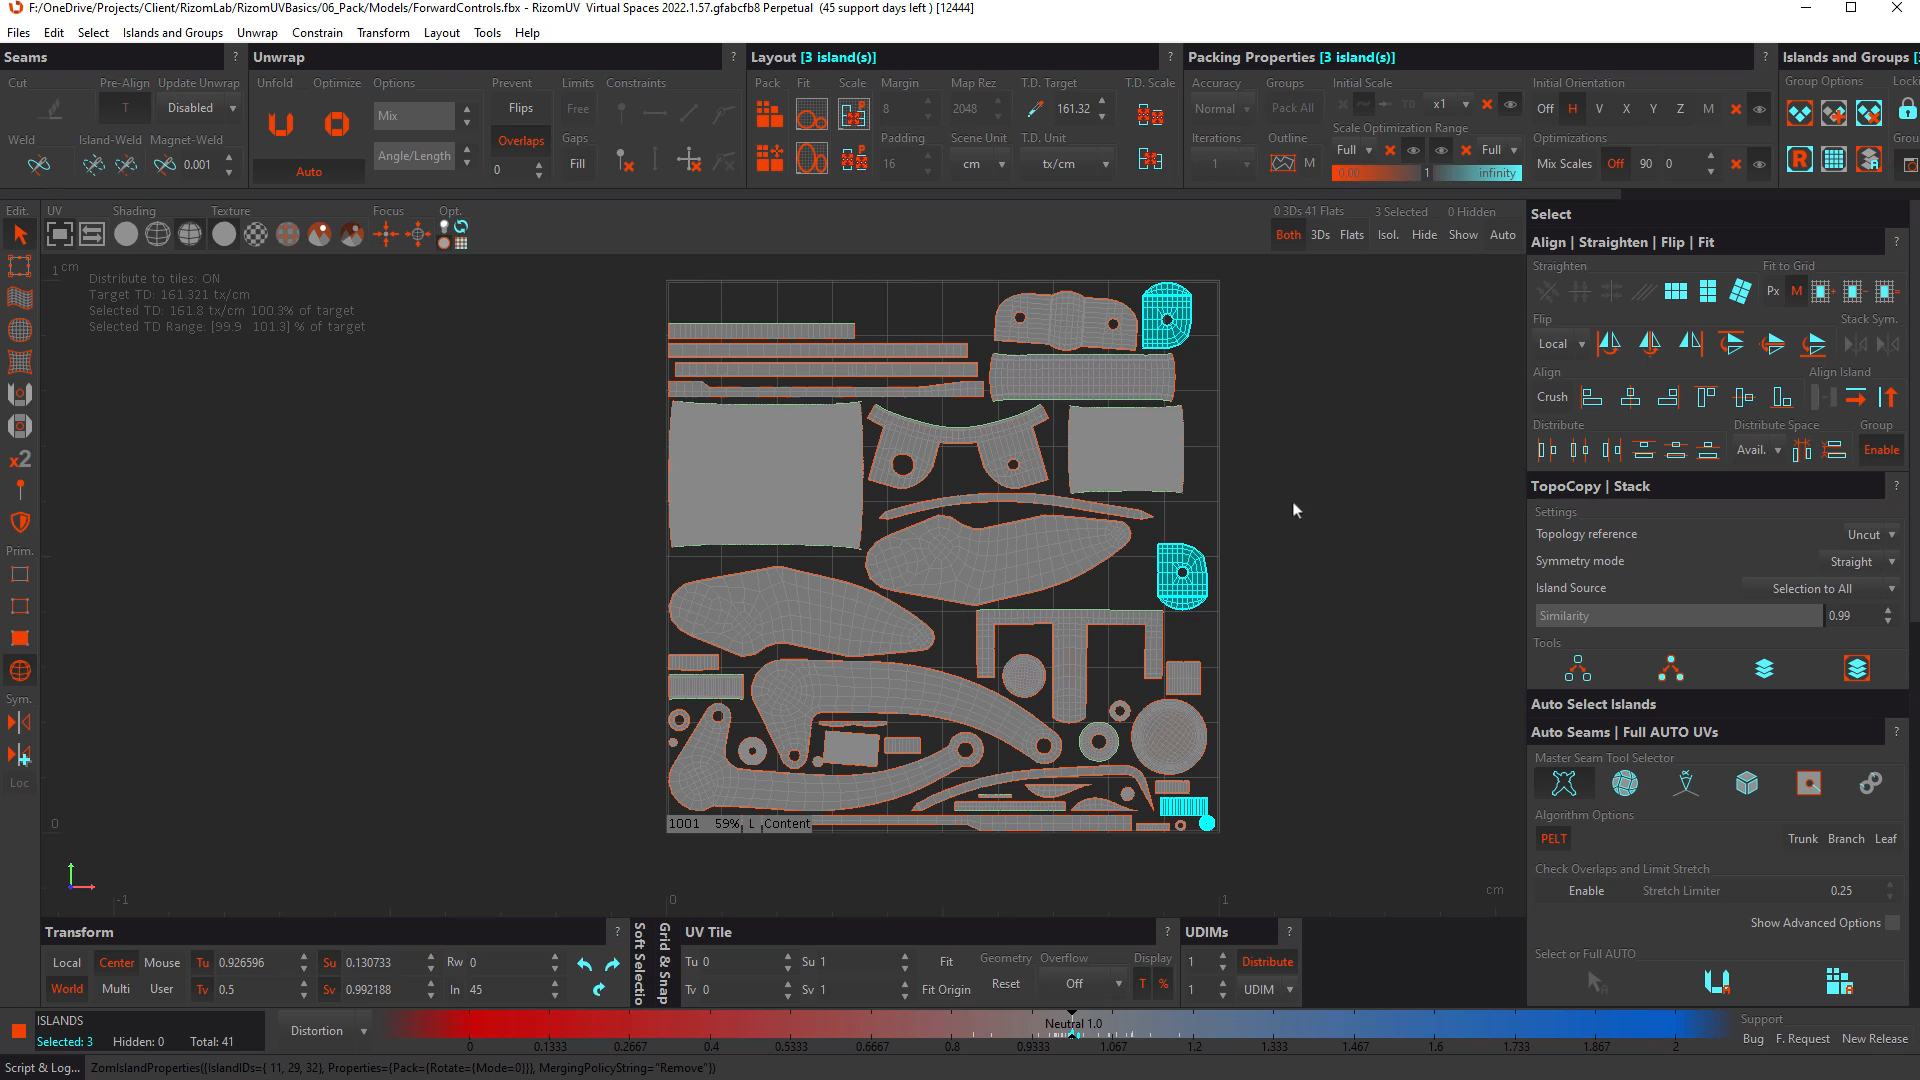 F:/OneDrive/Projects/Client/RizomLab/RizomUVBasics/06_Pack/Models/ForwardControls.fbx - RizomUV Virtual Spaces 2022.1.57.gfabcfb8 Perpetual (45 support days left ) [12444]
Files Edit Select Islands and Groups Unwrap Constrain Transform Layout Tools Help
Seams ? Unwrap ? Layout [3 island(s)] ? Packing Properties [3 island(s)] ? Islands and Groups [3
Cut Pre-Align Update Unwrap Unfold Optimize Options Prevent Limits Constraints Pack Fit Scale Margin Map Rez T.D. Target T.D. Scale Accuracy Groups Initial Scale Initial Orientation Group Options Locki
T Disabled Mix Flips Free 8 2048 161.32 Normal Pack All TD x1 Off H V X Y Z M
Weld Island-Weld Magnet-Weld Overlaps Gaps Padding Scene Unit T.D. Unit Iterations Outline Scale Optimization Range Optimizations Grou
0.001 Auto Angle/Length 0 Fill 16 cm tx/cm 1 M Full Full Mix Scales Off 90 0
0.00 1 infinity
Edit. UV Shading Texture Focus Opt. 0 3Ds 41 Flats 3 Selected 0 Hidden Select
Both 3Ds Flats Isol. Hide Show Auto Align | Straighten | Flip | Fit ?
1 cm Straighten Fit to Grid
Distribute to tiles: ON
Target TD: 161.321 tx/cm Px M
Selected TD: 161.8 tx/cm 100.3% of target
Selected TD Range: [99.9 101.3] % of target Flip Stack Sym.
Local
Align Align Island
Crush
x2 Distribute Distribute Space Group
Avail. Enable
TopoCopy | Stack ?
Settings
Topology reference Uncut
Prim. Symmetry mode Straight
Island Source Selection to All
Similarity 0.99
Tools
Sym. Auto Select Islands
Auto Seams | Full AUTO UVs ?
Master Seam Tool Selector
Loc
Algorithm Options
0 1001 59% L Content PELT Trunk Branch Leaf
Check Overlaps and Limit Stretch
-1 0 1 cm Enable Stretch Limiter 0.25
Show Advanced Options
Transform ? Soft Selectio Grid & Snap UV Tile ? UDIMs ?
Local Center Mouse Tu 0.926596 Su 0.130733 Rw 0 Tu 0 Su 1 Fit Geometry Overflow Display 1 Distribute Select or Full AUTO
World Multi User Tv 0.5 Sv 0.992188 In 45 Tv 0 Sv 1 Fit Origin Reset Off T % 1 UDIM
ISLANDS Distortion Neutral 1.0 Support
Selected: 3 Hidden: 0 Total: 41 0 0.1333 0.2667 0.4 0.5333 0.6667 0.8 0.9333 1.067 1.2 1.333 1.467 1.6 1.733 1.867 2 Bug F. Request New Release
Script & Log... ZomIslandProperties({IslandIDs={ 11, 29, 32}, Properties={Pack={Rotate={Mode=0}}}, MergingPolicyString="Remove"})